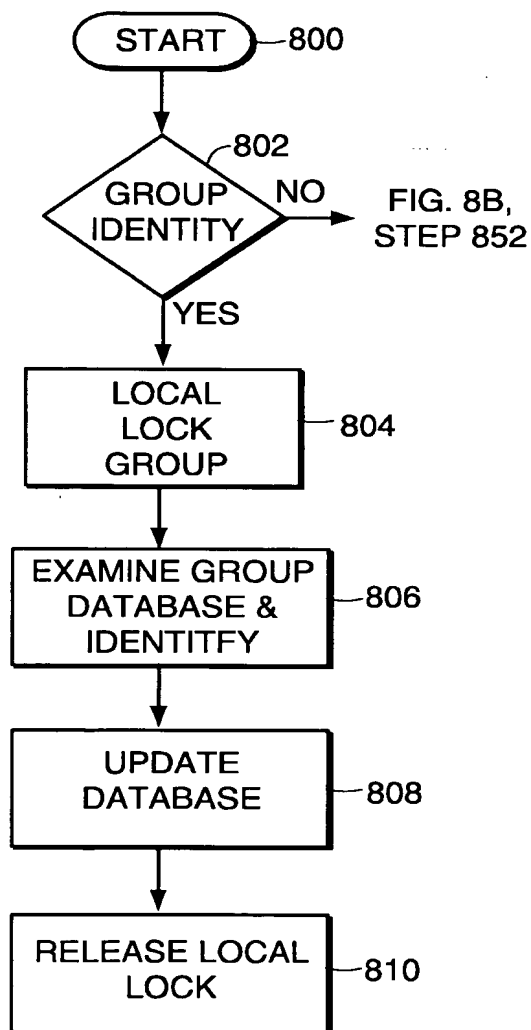 START
800
802
GROUP
IDENTITY
NO
FIG. 8B,
STEP 852
YES
LOCAL
LOCK
GROUP
804
EXAMINE GROUP
DATABASE &
IDENTITFY
806
UPDATE
DATABASE
808
RELEASE LOCAL
LOCK
810